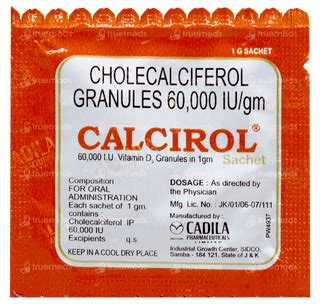 1 G SACHET
CHOLECALCIFEROL
GRANULES 60,000 IU/gm
CALCIROL®
60,000 I.U. Vitamin D3 Granules in 1gm
Sachet
Composition
FOR ORAL
ADMINISTRATION
Each sachet of 1 gm.
contains :
Cholecalciferol IP
60,000 IU
Excipients q.s.
KEEP IN A COOL DRY PLACE
DOSAGE : As directed by
the Physician
Mfg. Lic. No. : JK/01/06-07/111
Manufactured by :
CADILA
PHARMACEUTICALS
LIMITED
Industrial Growth Center, SIDCO,
Samba - 184 121, State of J & K.
PW4937
truemeds